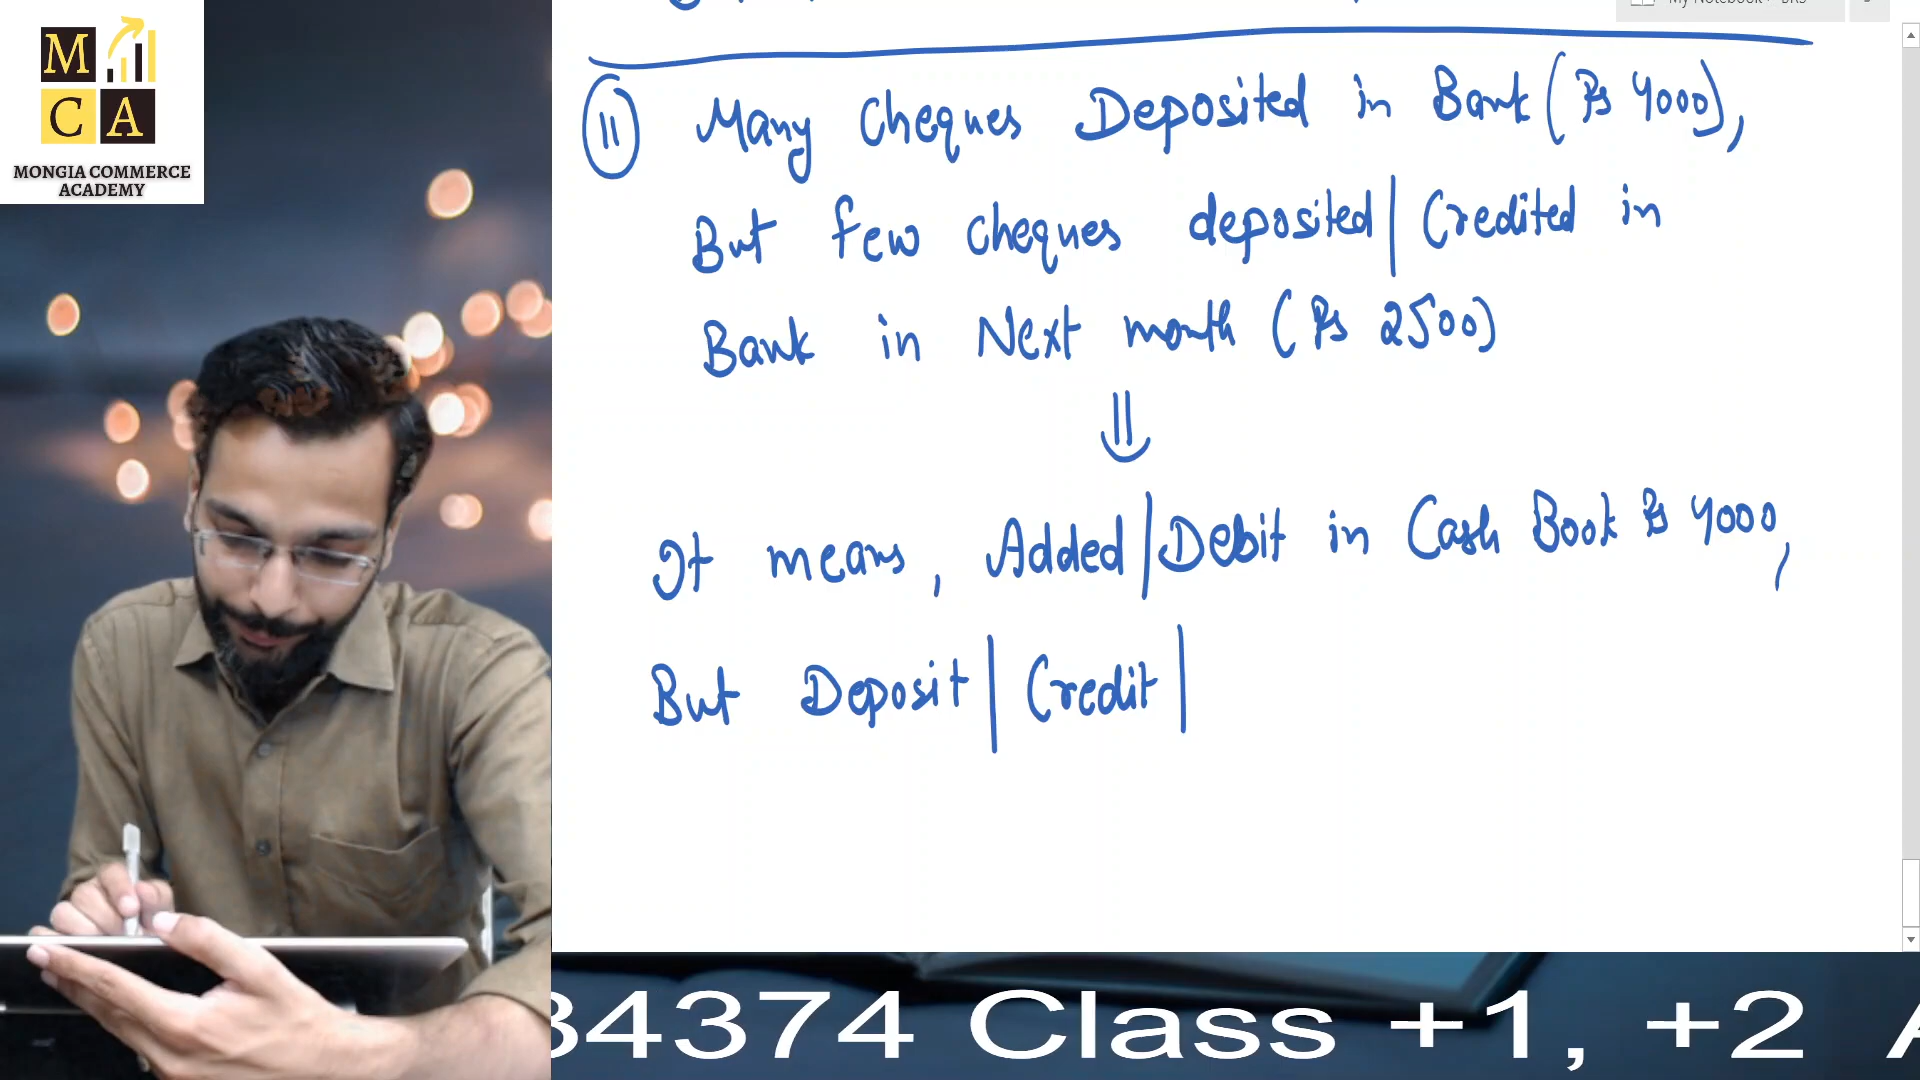 M
C A
MONGIA COMMERCE
ACADEMY
(11) Many Cheques Deposited in Bank (Rs 4000),
But few cheques deposited | Credited in
Bank in Next month (Rs 2500)
⇓
It means, Added | Debit in Cash Book Rs 4000,
But Deposit | Credit |
34374 Class +1, +2 A